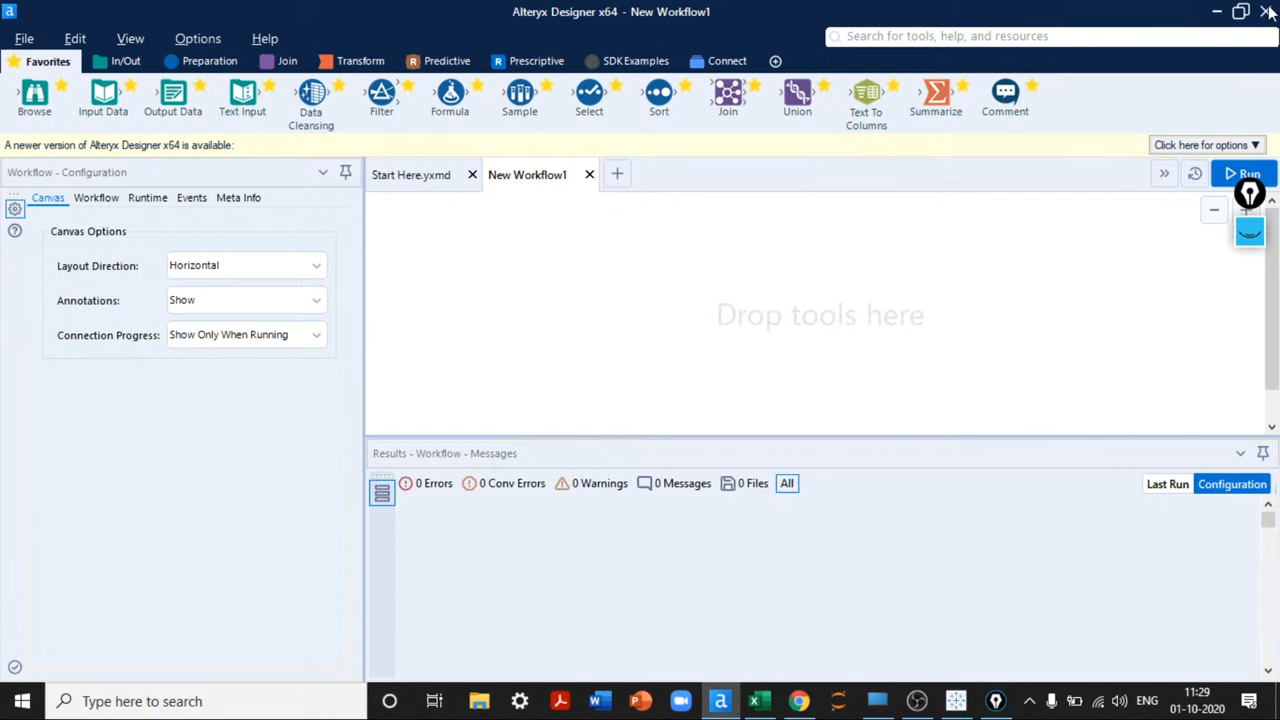 Alteryx Designer x64 - New Workflow1
File Edit View Options Help
Search for tools, help, and resources
Favorites In/Out Preparation Join Transform Predictive Prescriptive SDKExamples Connect
Browse Input Data Output Data Text Input Data Cleansing Filter Formula Sample Select Sort Join Union Text To Columns Summarize Comment
A newer version of Alteryx Designer x64 is available: Click here for options ▼
Workflow - Configuration
Start Here.yxmd New Workflow1 Run
Canvas Workflow Runtime Events Meta Info
Canvas Options
Layout Direction: Horizontal
Annotations: Show
Connection Progress: Show Only When Running
Drop tools here
Results - Workflow - Messages
0 Errors 0 Conv Errors 0 Warnings 0 Messages 0 Files All Last Run Configuration
Type here to search
ENG
11:29
01-10-2020